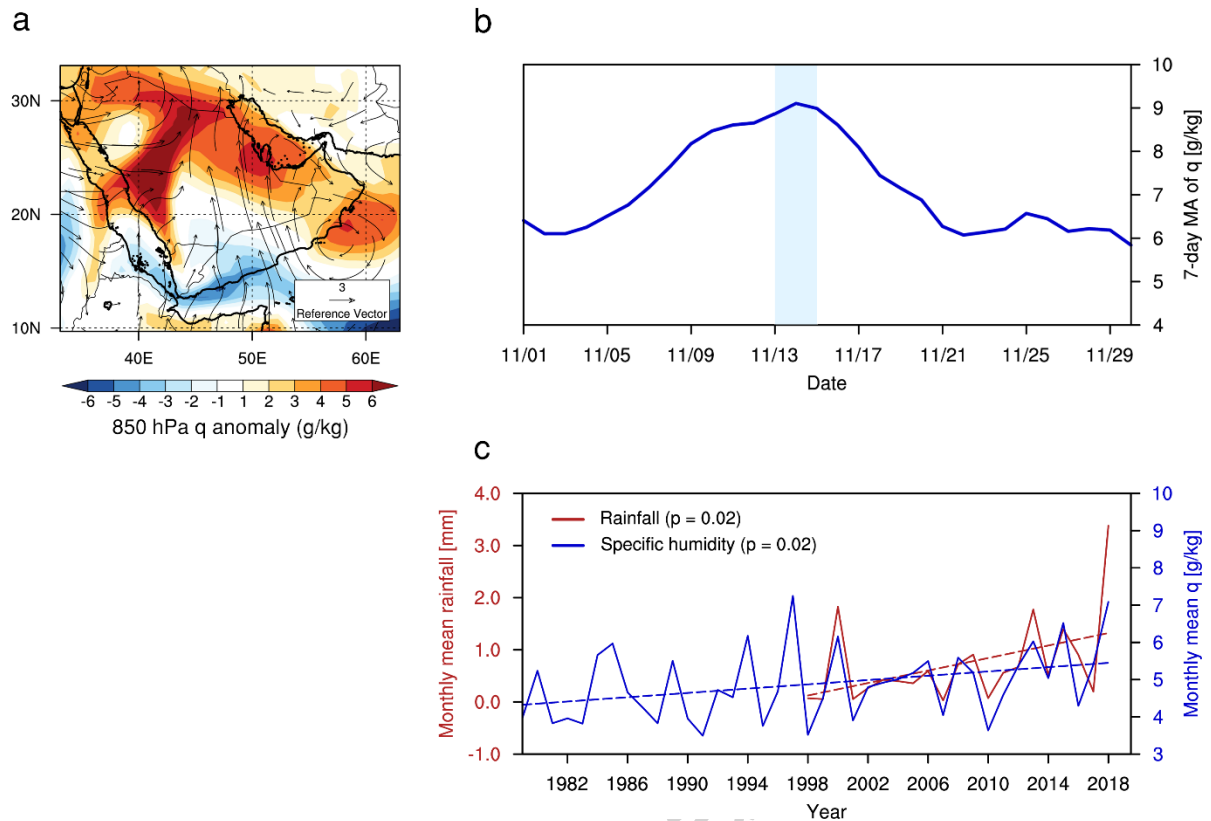 a
30N
20N
10N
40E 50E 60E
3
Reference Vector
-6 -5 -4 -3 -2 -1 1 2 3 4 5 6
850 hPa q anomaly (g/kg)
b
10
9
8
7
6
5
4
7-day MA of q [g/kg]
11/01 11/05 11/09 11/13 11/17 11/21 11/25 11/29
Date
c
Monthly mean rainfall [mm]
4.0
3.0
2.0
1.0
0.0
-1.0
Rainfall (p = 0.02)
Specific humidity (p = 0.02)
10
9
8
7
6
5
4
3
Monthly mean q [g/kg]
1982 1986 1990 1994 1998 2002 2006 2010 2014 2018
Year